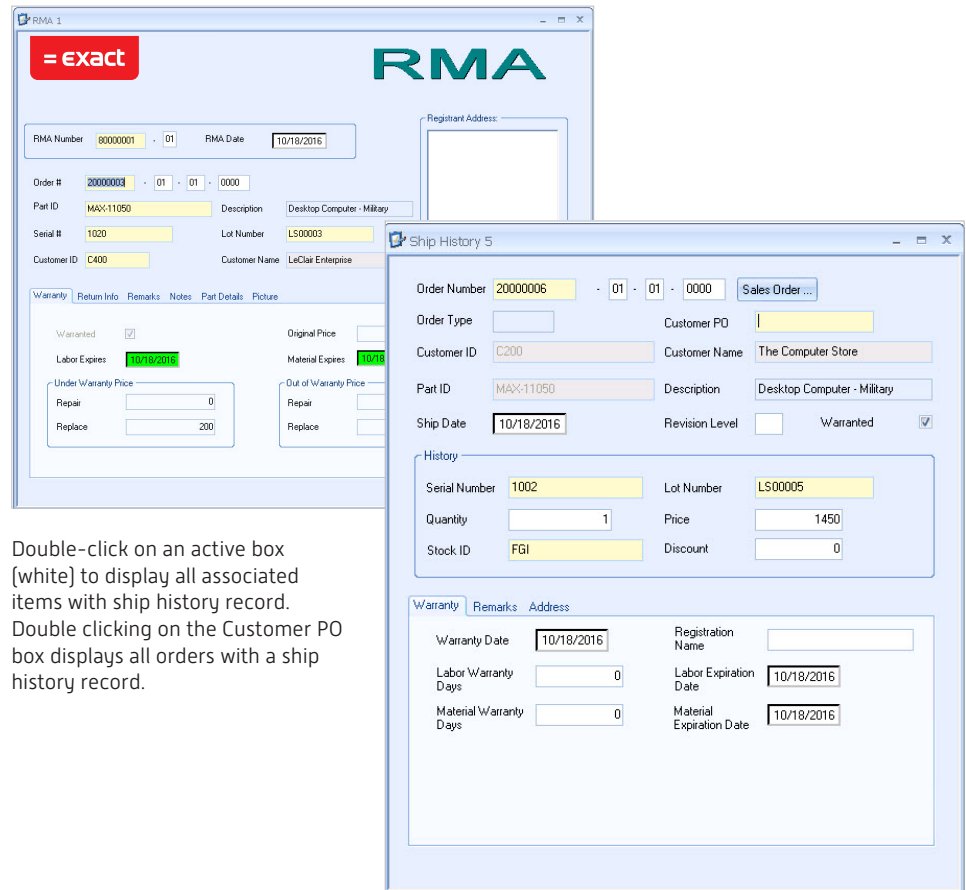 RMA 1
= exact
RMA
Registrant Address:
RMA Number 80000001 - 01 RMA Date 10/18/2016
Order # 20000003 - 01 - 01 - 0000
Part ID MAX-11050 Description Desktop Computer - Military
Serial # 1020 Lot Number LS00003
Customer ID C400 Customer Name LeClair Enterprise
Warranty Return Info Remarks Notes Part Details Picture
Warranted Original Price
Labor Expires 10/18/2016 Material Expires 10/18
Under Warranty Price Out of Warranty Price
Repair 0 Repair
Replace 200 Replace
Double-click on an active box
(white) to display all associated
items with ship history record.
Double clicking on the Customer PO
box displays all orders with a ship
history record.
Ship History 5
Order Number 20000006 - 01 - 01 - 0000 Sales Order ...
Order Type Customer PO
Customer ID C200 Customer Name The Computer Store
Part ID MAX-11050 Description Desktop Computer - Military
Ship Date 10/18/2016 Revision Level Warranted
History
Serial Number 1002 Lot Number LS00005
Quantity 1 Price 1450
Stock ID FGI Discount 0
Warranty Remarks Address
Warranty Date 10/18/2016 Registration
Name
Labor Warranty
Days 0 Labor Expiration
Date 10/18/2016
Material Warranty
Days 0 Material
Expiration Date 10/18/2016